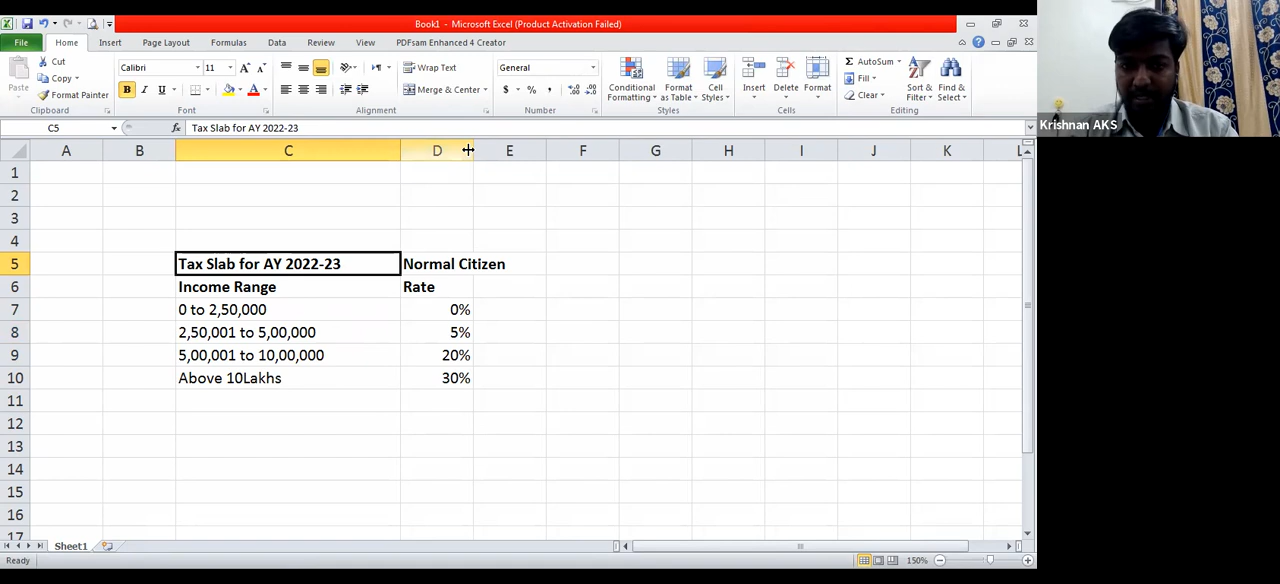 Book1 - Microsoft Excel (Product Activation Failed)
File Home Insert Page Layout Formulas Data Review View PDFsam Enhanced 4 Creator
Paste
Cut
Copy
Format Painter
Clipboard
Calibri 11
B I U
Font
Wrap Text
Merge & Center
Alignment
General
$ % ,
Number
Conditional Formatting
Format as Table
Cell Styles
Styles
Insert Delete Format
Cells
AutoSum
Fill
Clear
Sort & Filter
Find & Select
Editing
Krishnan AKS
C5 fx Tax Slab for AY 2022-23
A B C D E F G H I J K L
1
2
3
4
5 Tax Slab for AY 2022-23 Normal Citizen
6 Income Range Rate
7 0 to 2,50,000 0%
8 2,50,001 to 5,00,000 5%
9 5,00,001 to 10,00,000 20%
10 Above 10Lakhs 30%
11
12
13
14
15
16
17
Sheet1
Ready 150%